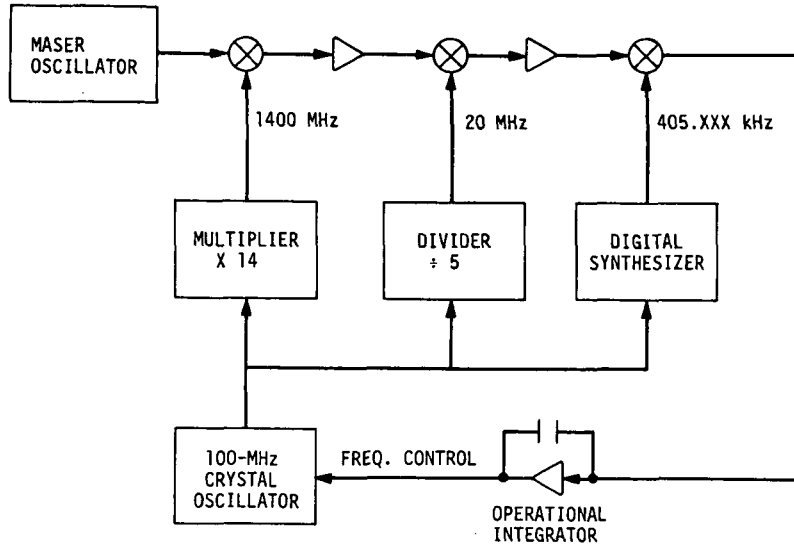 MASER
OSCILLATOR
1400 MHz
20 MHz
405.XXX kHz
MULTIPLIER
X 14
DIVIDER
÷ 5
DIGITAL
SYNTHESIZER
100-MHz
CRYSTAL
OSCILLATOR
FREQ. CONTROL
OPERATIONAL
INTEGRATOR